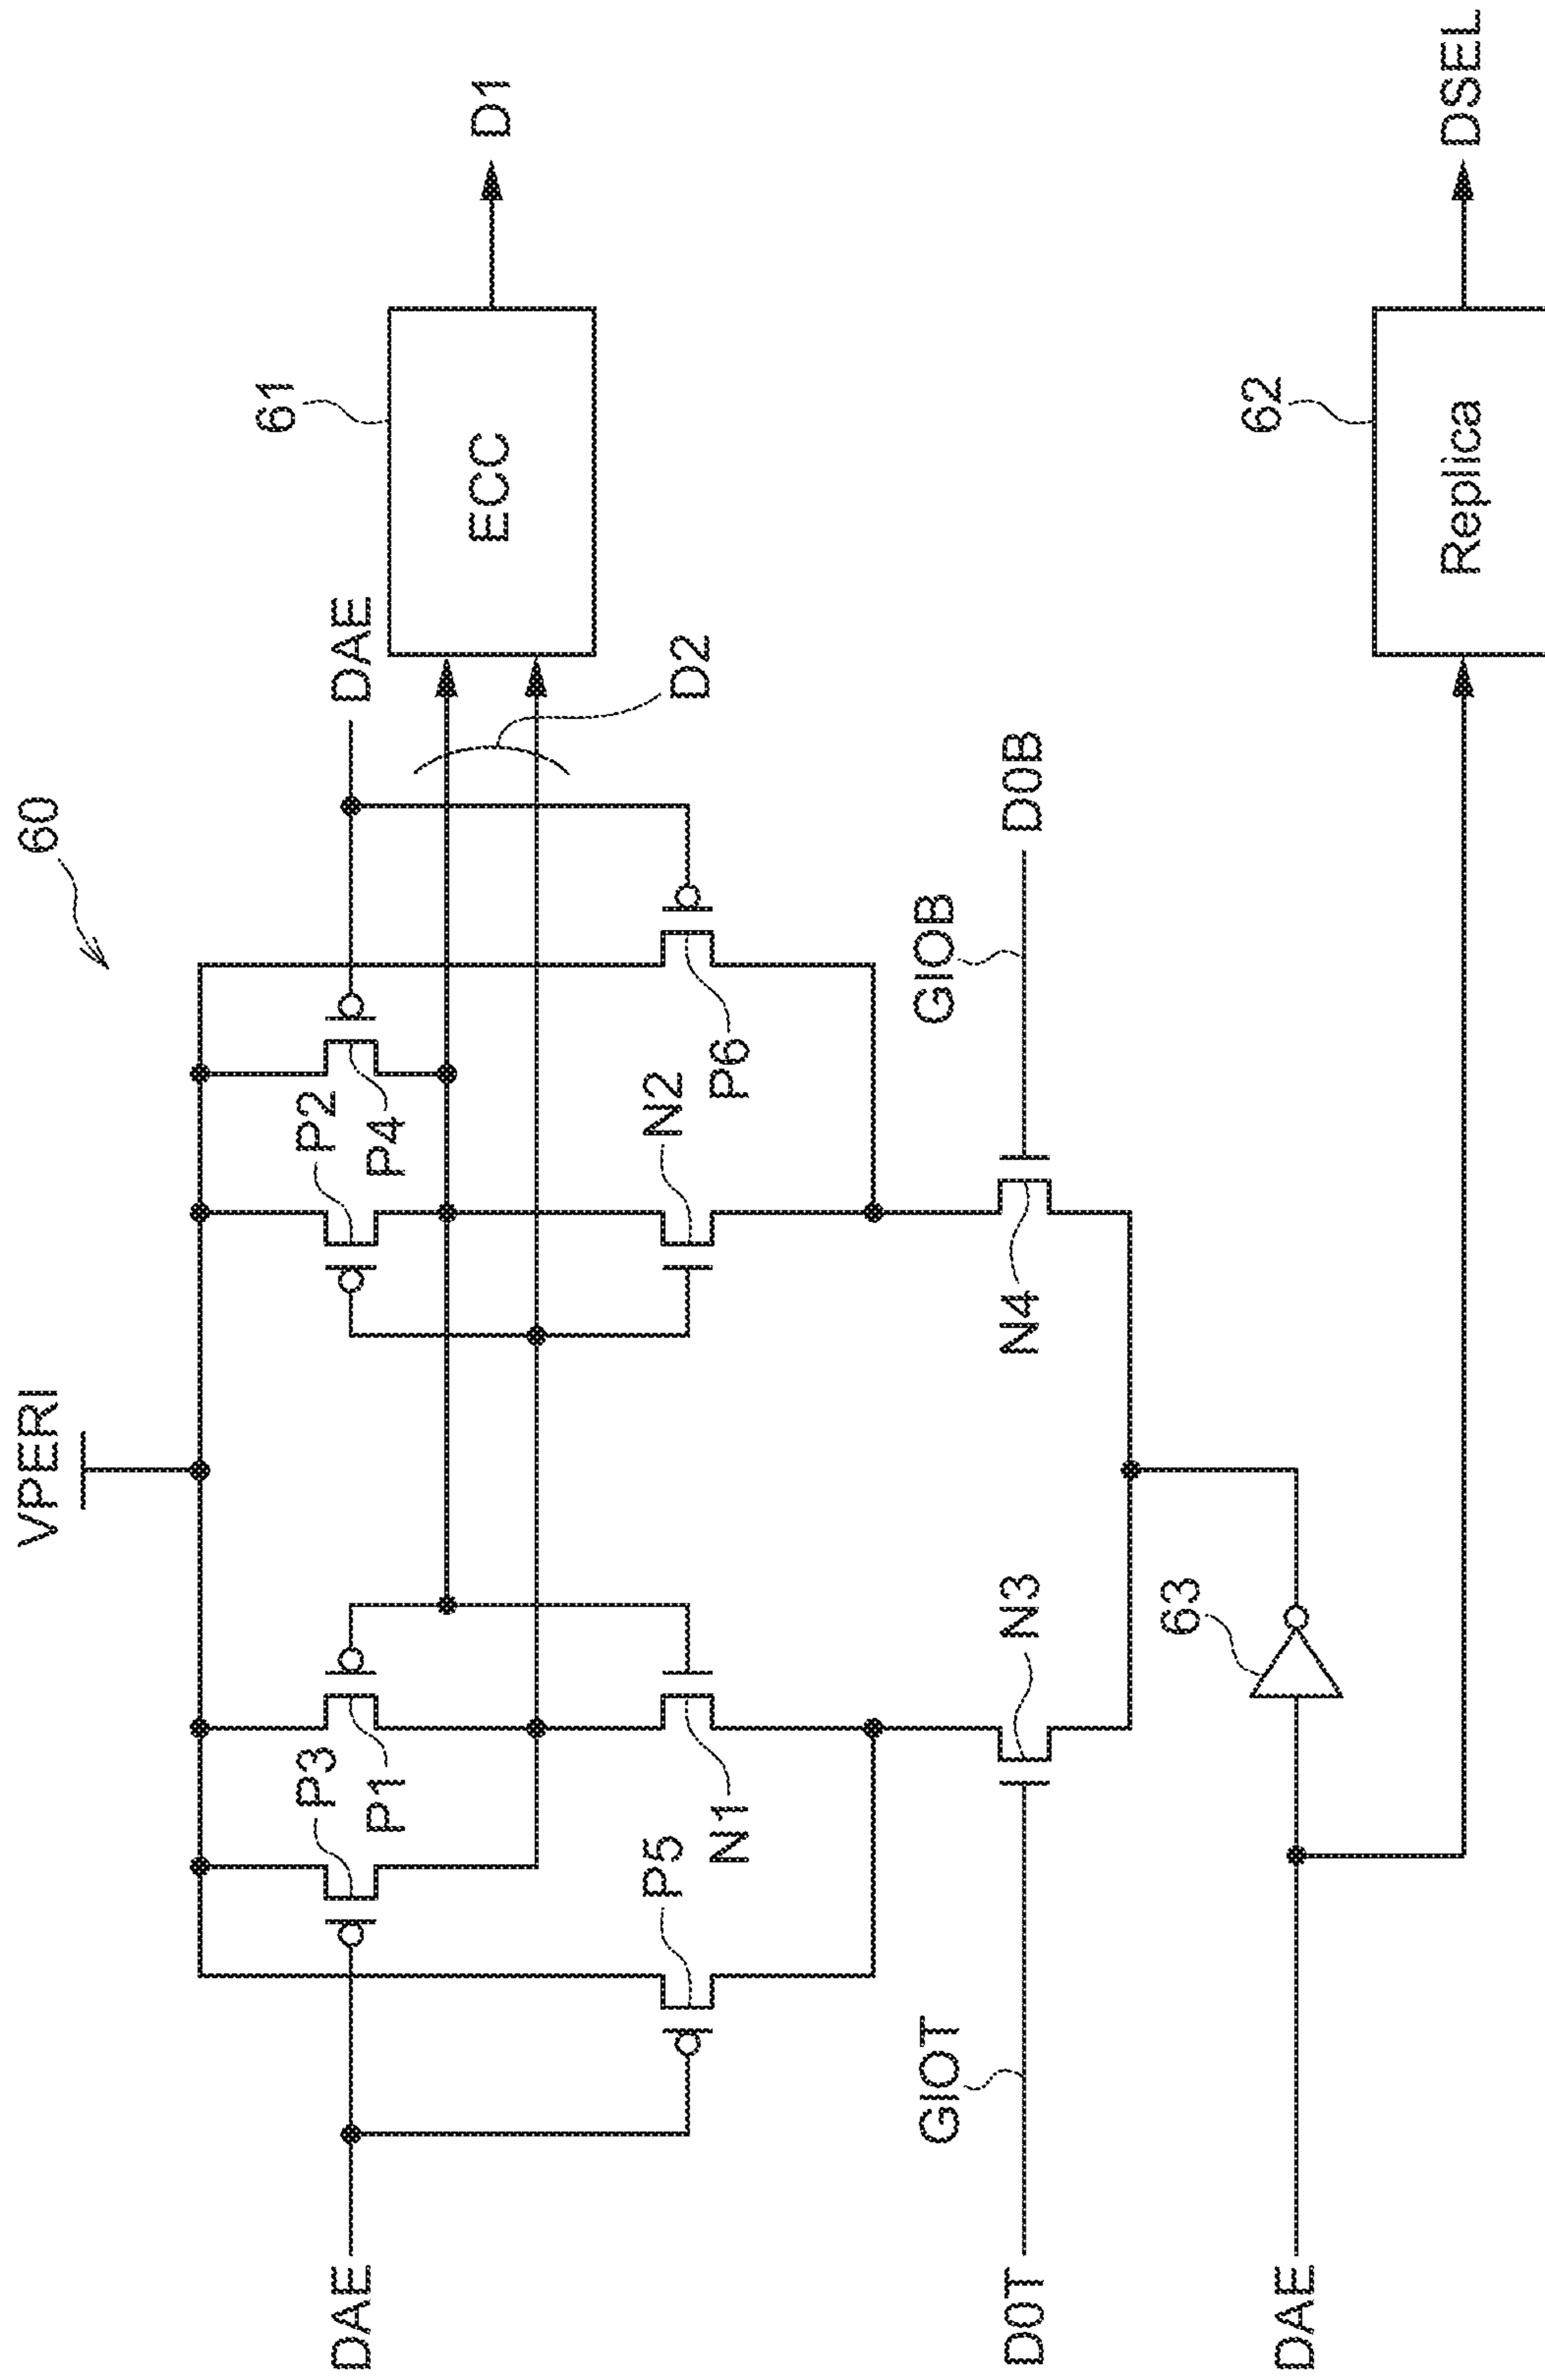 60
VPERI
DAE
P3
P1
P2
P4
DAE
61
ECC
D1
D2
P5
N1
N2
P6
GIOT
D0T
N3
N4
GIOB
D0B
63
DAE
62
Replica
DSEL